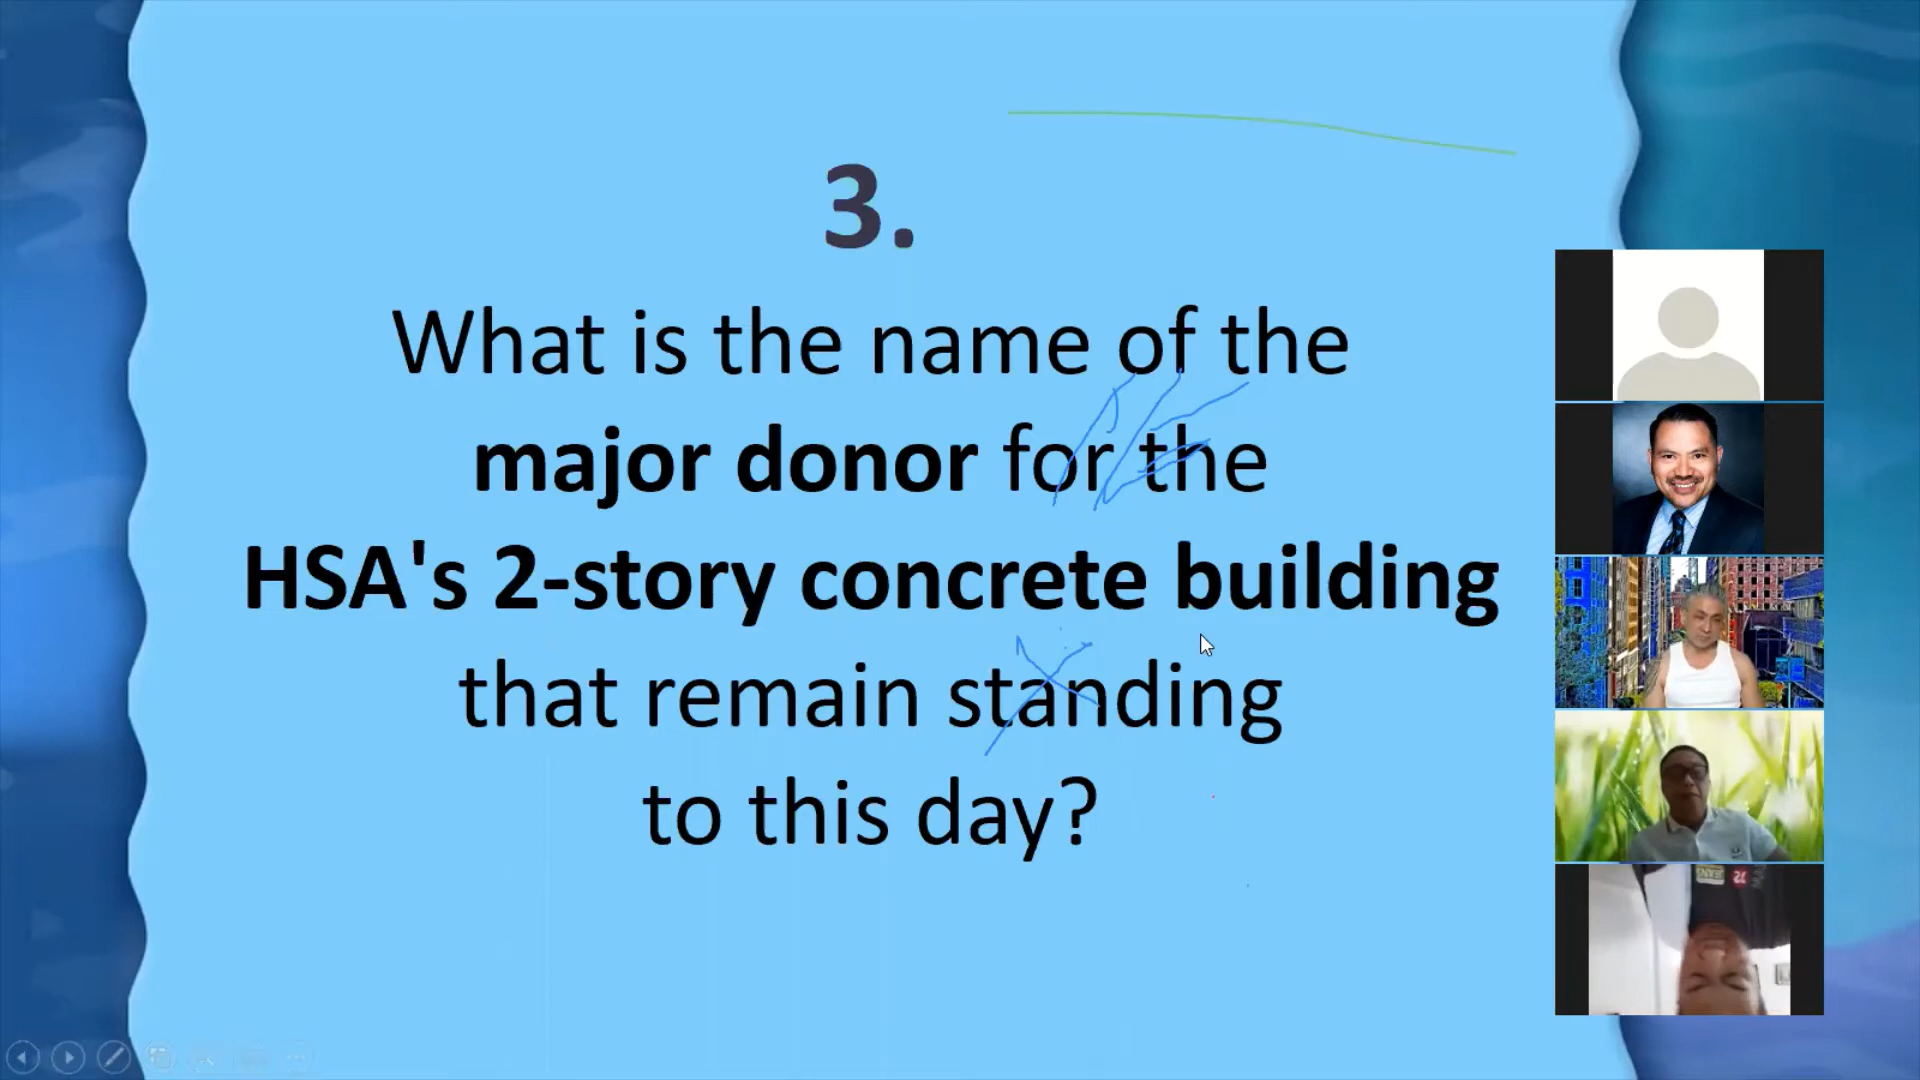 3.
What is the name of the
major donor for the
HSA's 2-story concrete building
that remain standing
to this day?